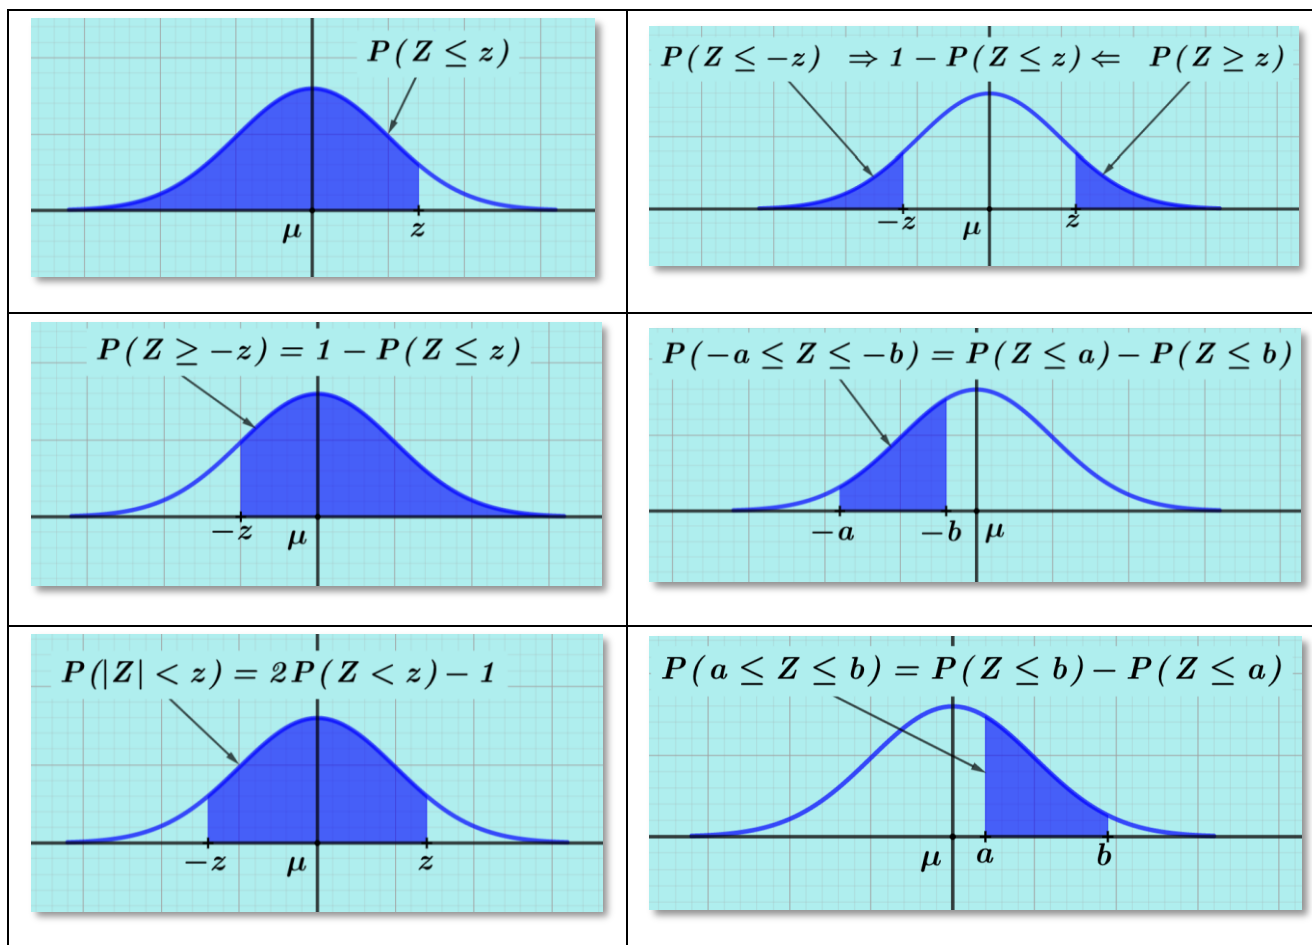 P(Z ≤ z)
μ
z
P(Z ≤ −z) ⇒ 1 − P(Z ≤ z) ⇐ P(Z ≥ z)
−z
μ
z
P(Z ≥ −z) = 1 − P(Z ≤ z)
−z
μ
P(−a ≤ Z ≤ −b) = P(Z ≤ a) − P(Z ≤ b)
−a
−b
μ
P(|Z| < z) = 2P(Z < z) − 1
−z
μ
z
P(a ≤ Z ≤ b) = P(Z ≤ b) − P(Z ≤ a)
μ
a
b